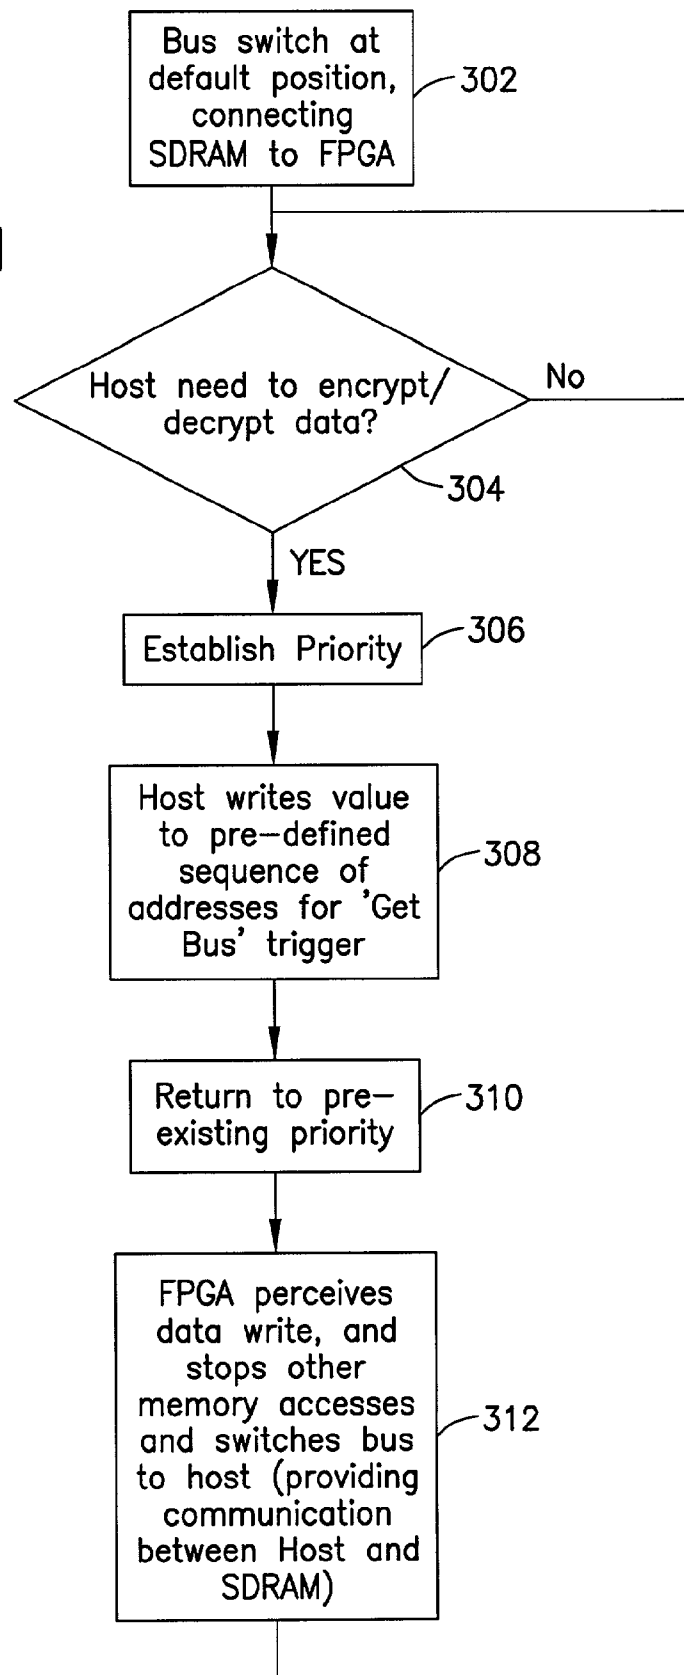 Bus switch at
default position,
connecting
SDRAM to FPGA
302
Host need to encrypt/
decrypt data?
No
304
YES
Establish Priority
306
Host writes value
to pre-defined
sequence of
addresses for 'Get
Bus' trigger
308
Return to pre-
existing priority
310
FPGA perceives
data write, and
stops other
memory accesses
and switches bus
to host (providing
communication
between Host and
SDRAM)
312